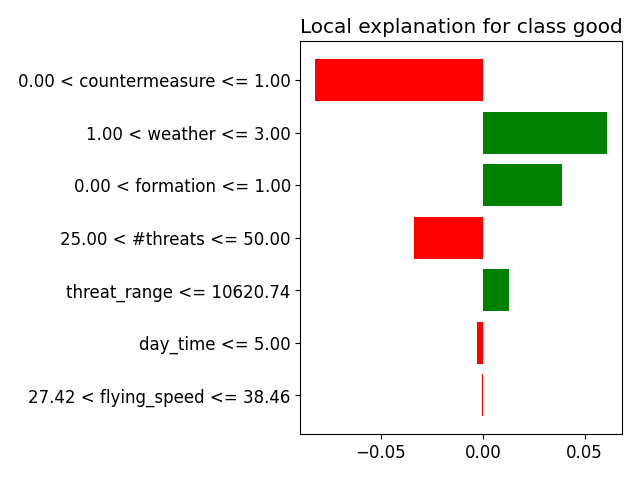 Local explanation for class good
0.00 < countermeasure <= 1.00
1.00 < weather <= 3.00
0.00 < formation <= 1.00
25.00 < #threats <= 50.00
threat_range <= 10620.74
day_time <= 5.00
27.42 < flying_speed <= 38.46
−0.05 0.00 0.05